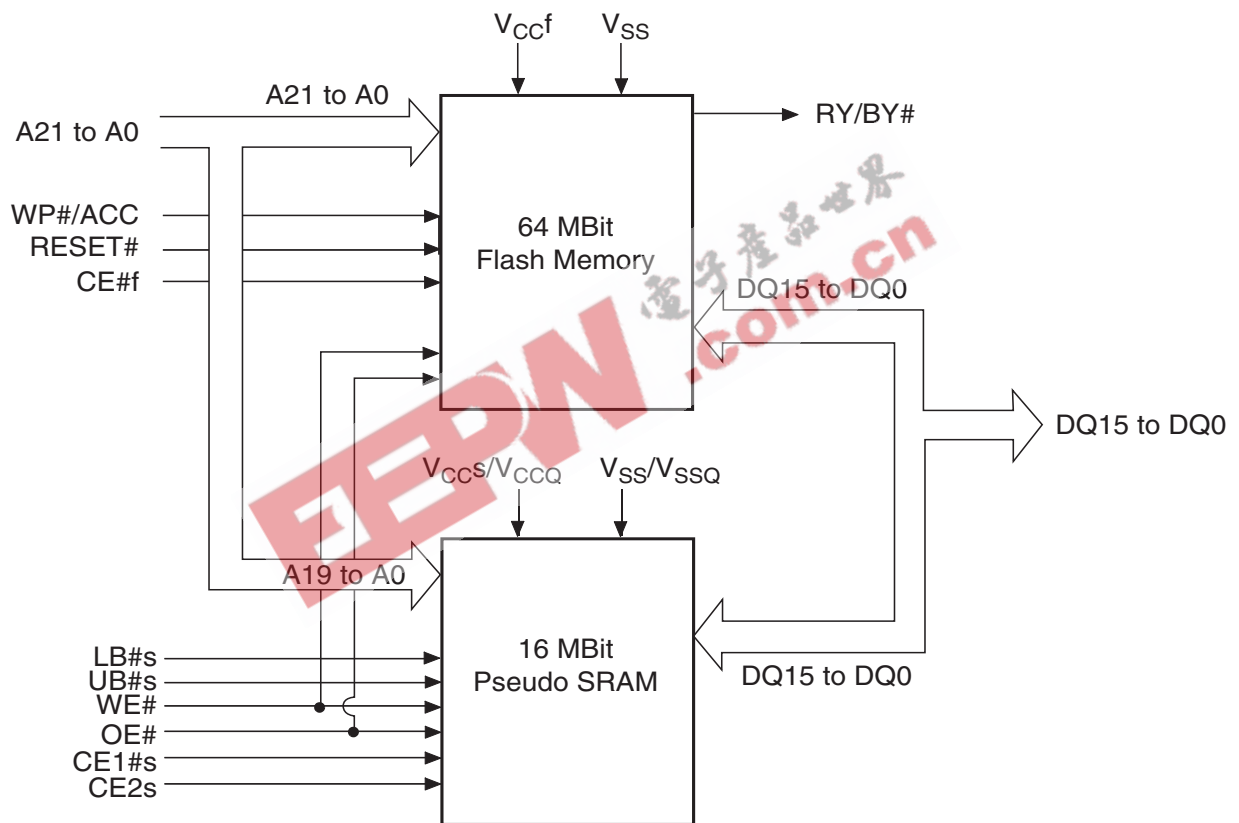 VCCf VSS
A21 to A0
A21 to A0
RY/BY#
WP#/ACC
RESET#
CE#f
64 MBit
Flash Memory
電子產品世界
.com.cn
EEPW
DQ15 to DQ0
DQ15 to DQ0
VCCs/VCCQ VSS/VSSQ
A19 to A0
LB#s
UB#s
WE#
OE#
CE1#s
CE2s
16 MBit
Pseudo SRAM
DQ15 to DQ0